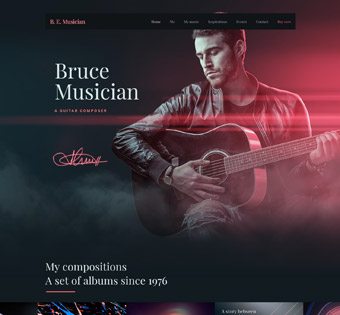 B. E. Musician
Home Me My music Inspirations Events Contact Buy now
Bruce
Musician
A GUITAR COMPOSER
My compositions
A set of albums since 1976
A story between